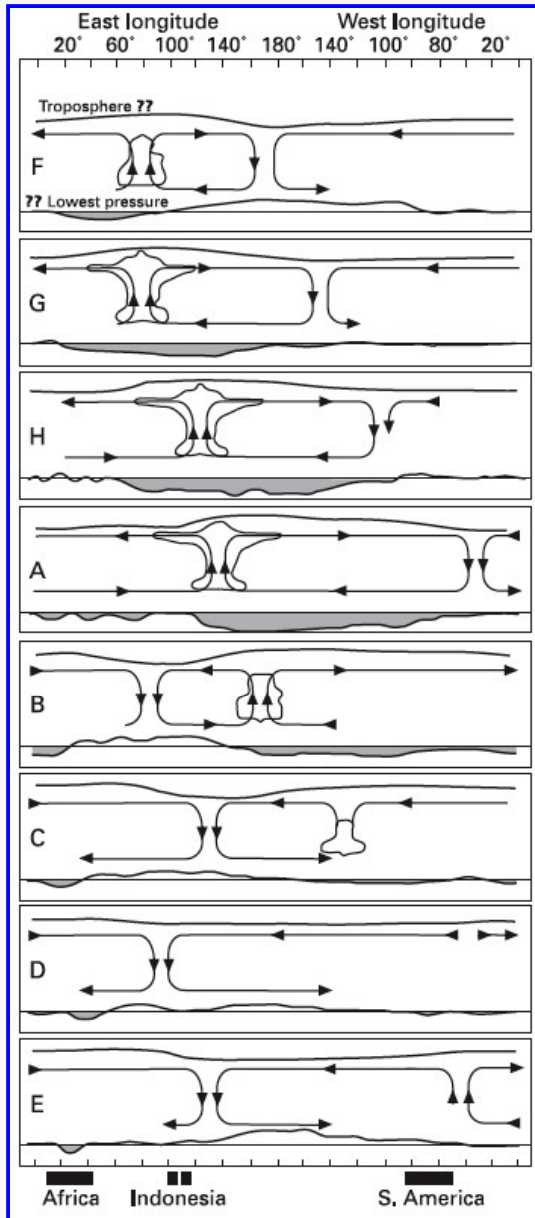 East longitude West longitude
20° 60° 100° 140° 180° 140° 100° 80° 20°
Troposphere ??
F
?? Lowest pressure
G
H
A
B
C
D
E
Africa Indonesia S. America